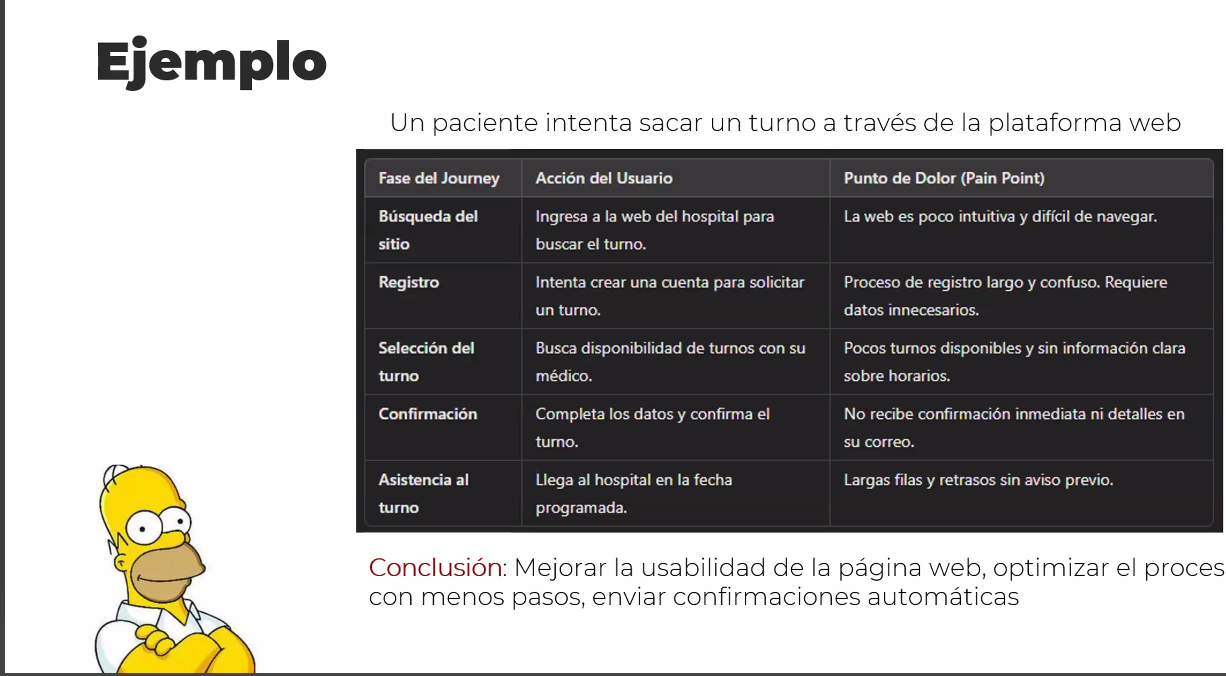 Ejemplo
Un paciente intenta sacar un turno a través de la plataforma web
Fase del Journey Acción del Usuario Punto de Dolor (Pain Point)
Búsqueda del sitio Ingresa a la web del hospital para buscar el turno. La web es poco intuitiva y difícil de navegar.
Registro Intenta crear una cuenta para solicitar un turno. Proceso de registro largo y confuso. Requiere datos innecesarios.
Selección del turno Busca disponibilidad de turnos con su médico. Pocos turnos disponibles y sin información clara sobre horarios.
Confirmación Completa los datos y confirma el turno. No recibe confirmación inmediata ni detalles en su correo.
Asistencia al turno Llega al hospital en la fecha programada. Largas filas y retrasos sin aviso previo.
Conclusión: Mejorar la usabilidad de la página web, optimizar el proces
con menos pasos, enviar confirmaciones automáticas